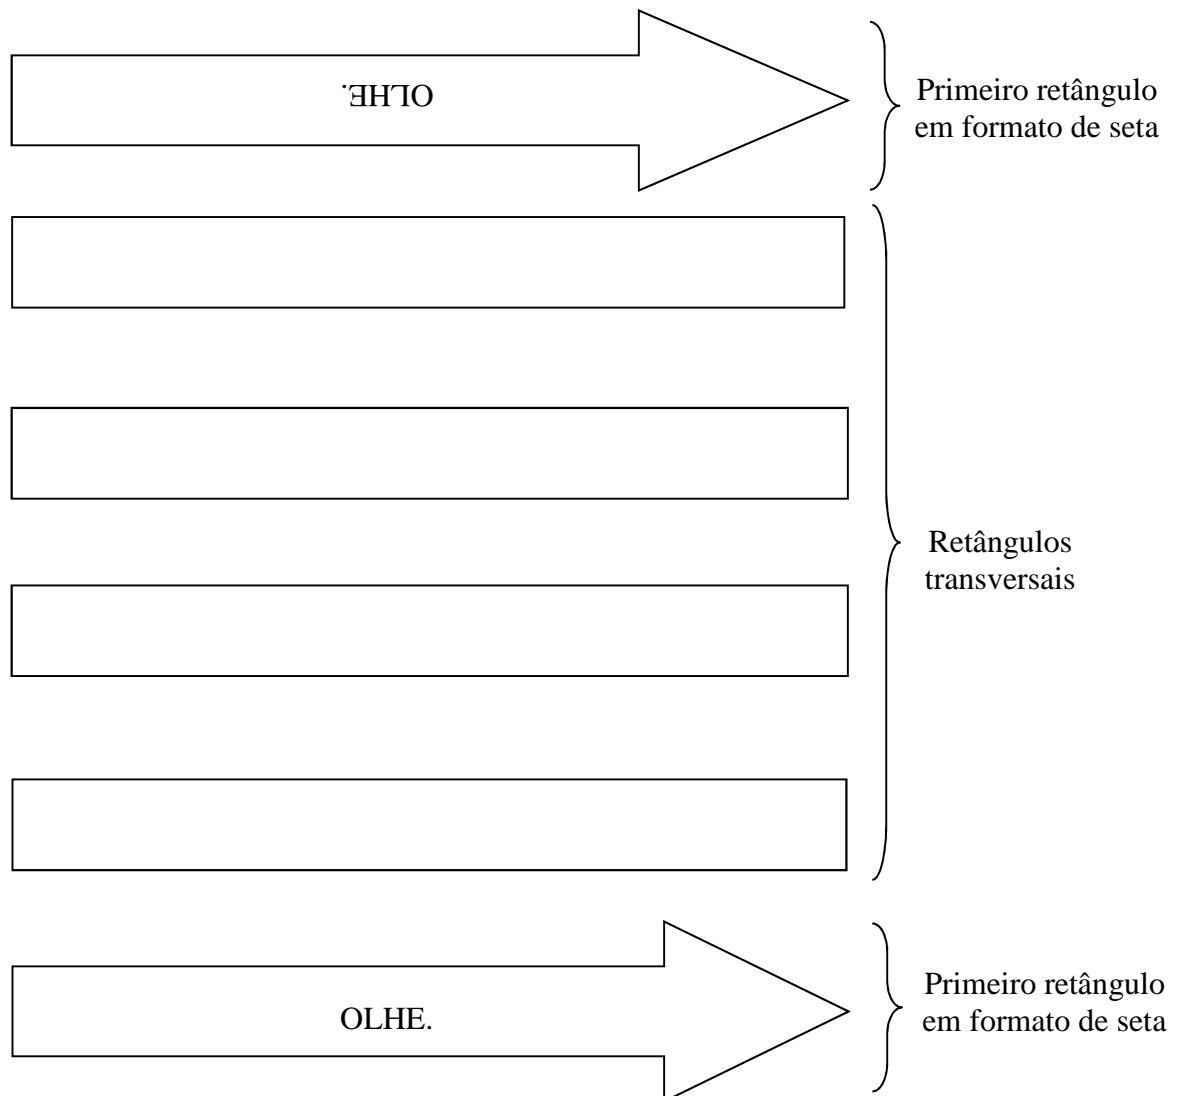 OLHE.
Primeiro retângulo
em formato de seta
Retângulos
transversais
OLHE.
Primeiro retângulo
em formato de seta